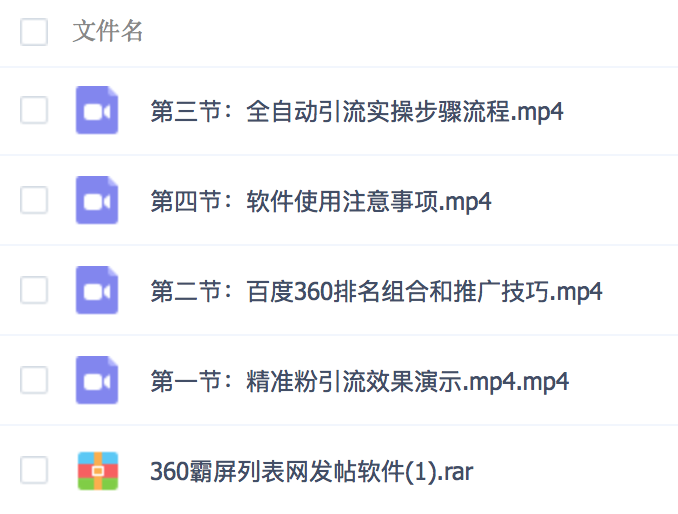 文件名
第三节：全自动引流实操步骤流程.mp4
第四节：软件使用注意事项.mp4
第二节：百度360排名组合和推广技巧.mp4
第一节：精准粉引流效果演示.mp4.mp4
360霸屏列表网发帖软件(1).rar